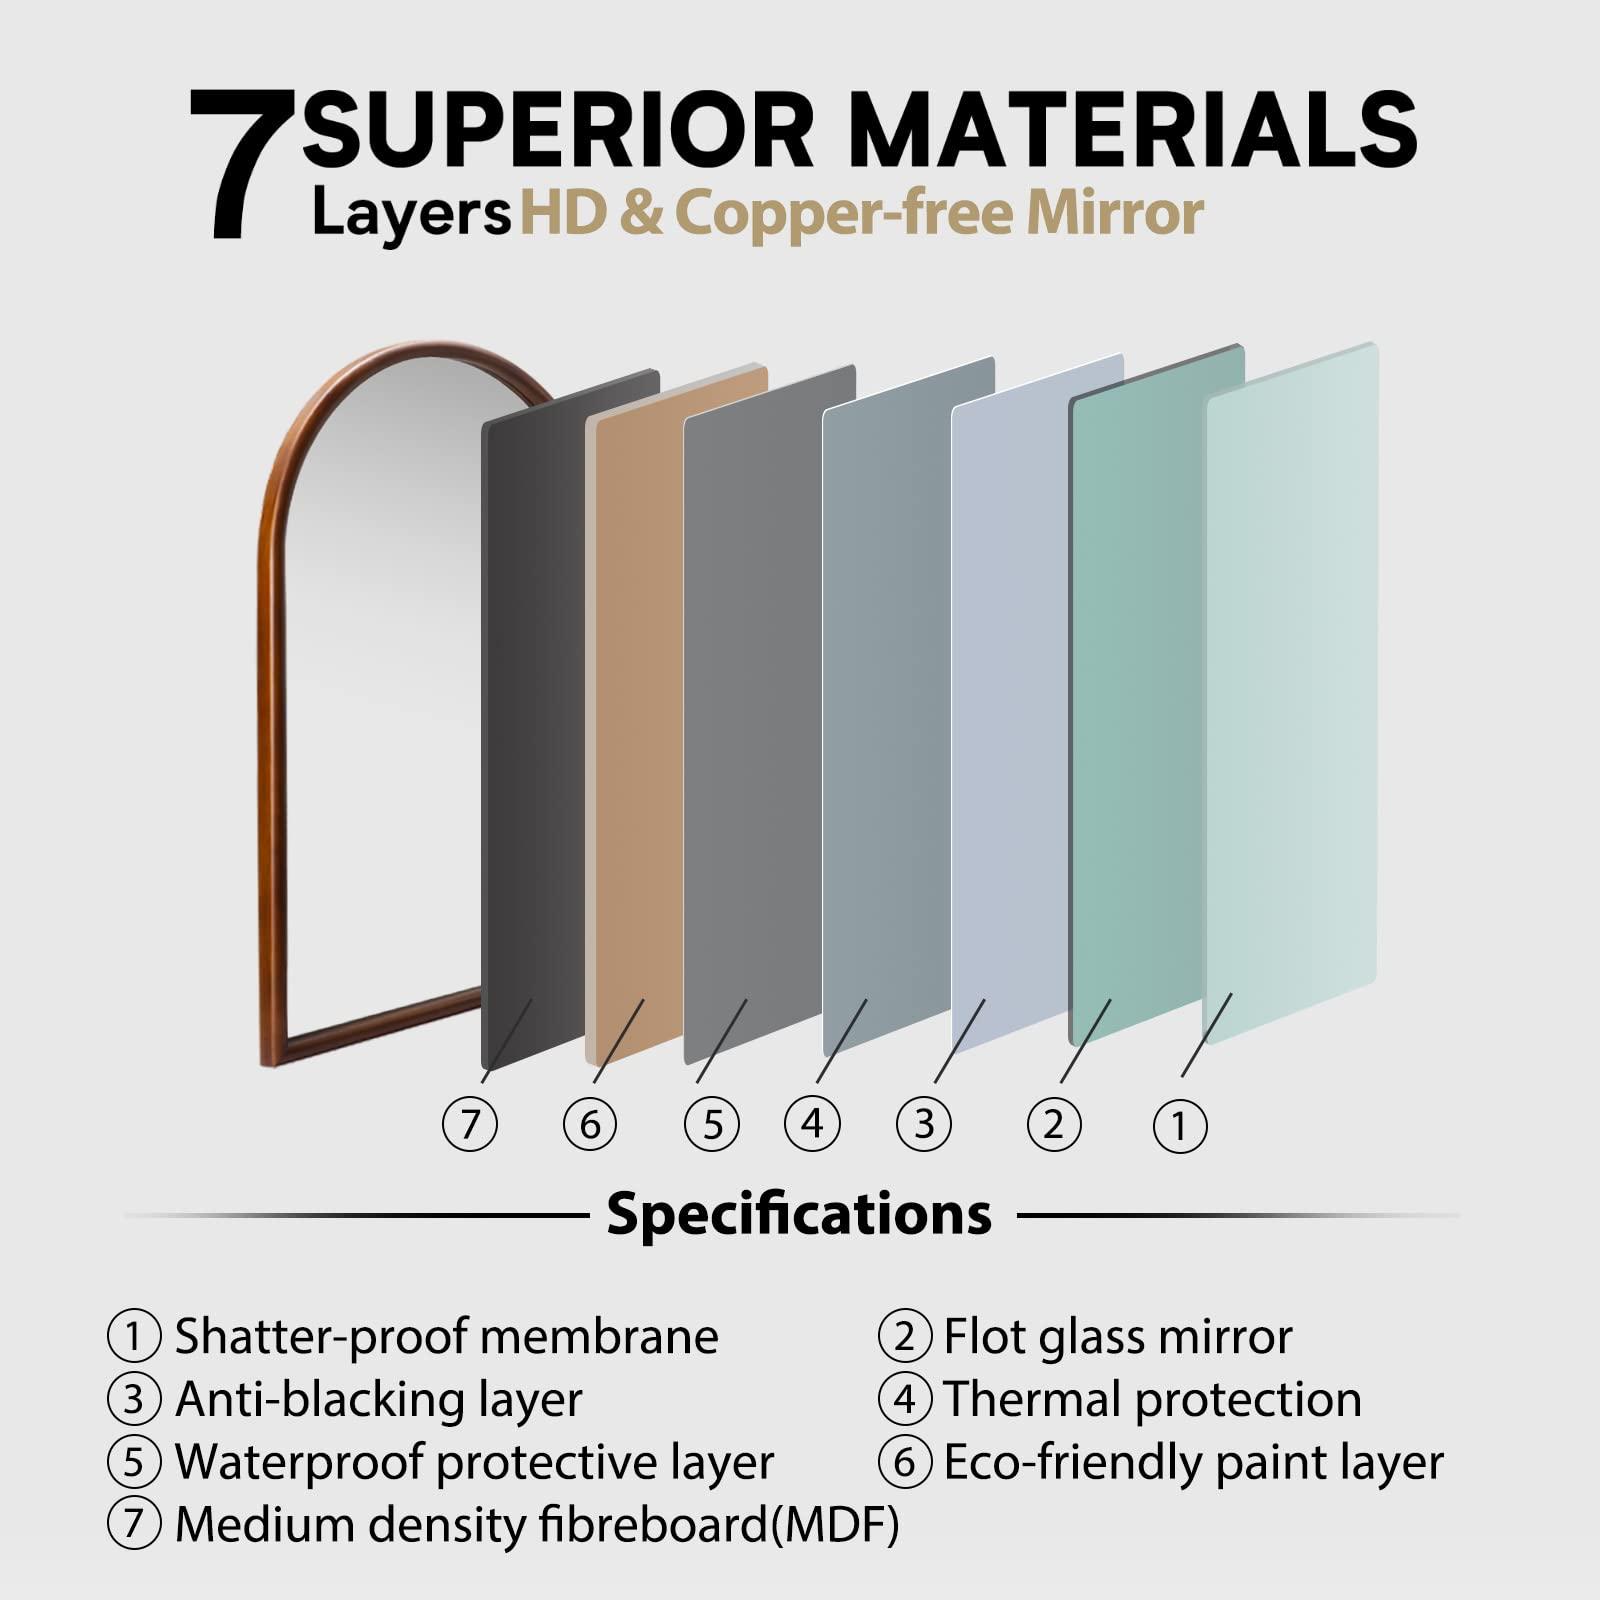 7 SUPERIOR MATERIALS
Layers HD & Copper-free Mirror
7 6 5 4 3 2 1
Specifications
1 Shatter-proof membrane
2 Flot glass mirror
3 Anti-blacking layer
4 Thermal protection
5 Waterproof protective layer
6 Eco-friendly paint layer
7 Medium density fibreboard(MDF)